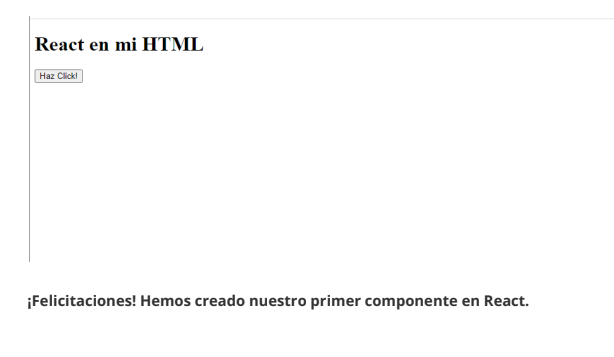 React en mi HTML
Haz Click!
¡Felicitaciones! Hemos creado nuestro primer componente en React.